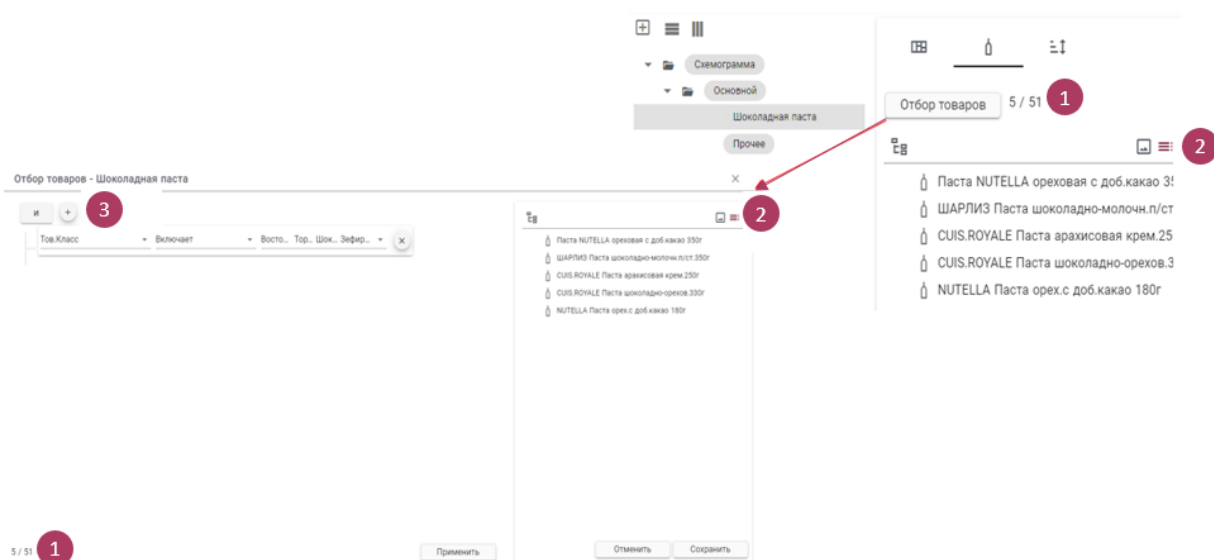 Схемограмма
Основной
Шоколадная паста
Прочее
Отбор товаров 5 / 51 1
2
Паста NUTELLA ореховая с доб.какао 35
ШАРЛИЗ Паста шоколадно-молочн.п/ст
CUIS.ROYALE Паста арахисовая крем.25
CUIS.ROYALE Паста шоколадно-орехов.3
NUTELLA Паста орех.с доб.какао 180г
Отбор товаров - Шоколадная паста
и + 3
Тов.Класс Включает Восто... Тор... Шок... Зефир...
2
Паста NUTELLA ореховая с доб.какао 350г
ШАРЛИЗ Паста шоколадно-молочн.п/ст.350г
CUIS.ROYALE Паста арахисовая крем.250г
CUIS.ROYALE Паста шоколадно-орехов.330г
NUTELLA Паста орех.с доб.какао 180г
5 / 51 1
Применить
Отменить Сохранить